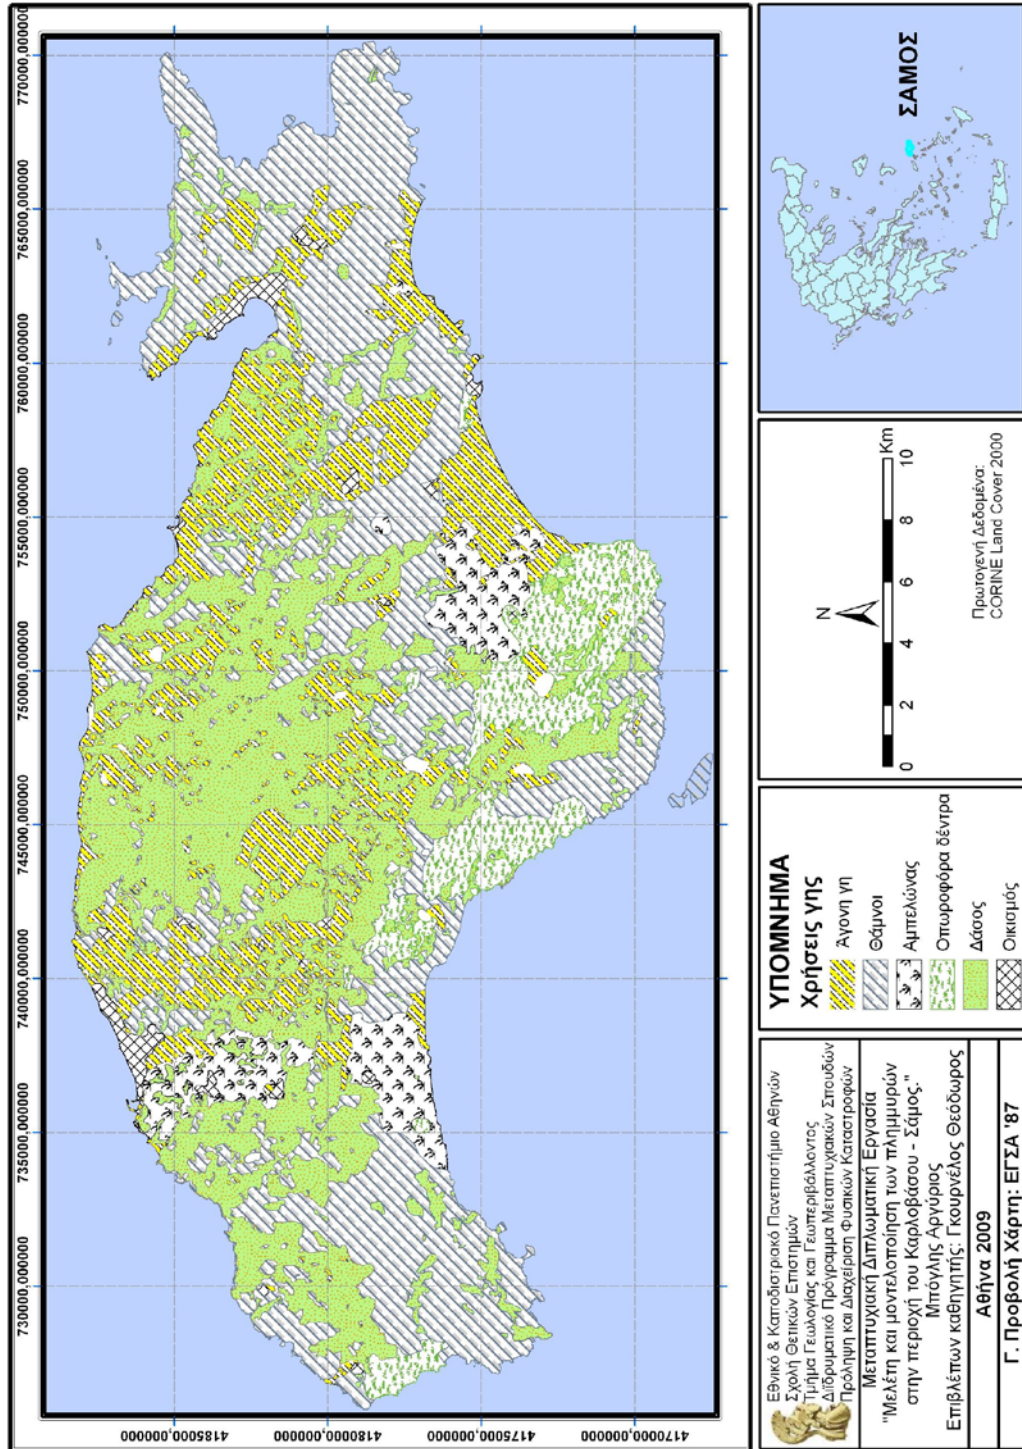 730000,000000
735000,000000
740000,000000
745000,000000
750000,000000
755000,000000
760000,000000
765000,000000
770000,000000
4185000,000000
4180000,000000
4175000,000000
417000,000000
Εθνικό & Καποδιστριακό Πανεπιστήμιο Αθηνών
Σχολή Θετικών Επιστημών
Τμήμα Γεωλογίας και Γεωπεριβάλλοντος
Διϊδρυματικό Πρόγραμμα Μεταπτυχιακών Σπουδών
Πρόληψη και Διαχείριση Φυσικών Καταστροφών
Μεταπτυχιακή Διπλωματική Εργασία
"Μελέτη και μοντελοποίηση των πλημμυρών
στην περιοχή του Καρλοβάσου - Σάμος."
Μπόγλης Αργύριος
Επιβλέπων καθηγητής: Γκουρνέλος Θεόδωρος
Αθήνα 2009
Γ. Προβολή Χάρτη: ΕΓΣΑ '87
ΥΠΟΜΝΗΜΑ
Χρήσεις γης
Άγονη γη
Θάμνοι
Αμπελώνας
Οπωροφόρα δέντρα
Δάσος
Οικισμός
N
0 2 4 6 8 10 Km
Πρωτογενή Δεδομένα:
CORINE Land Cover 2000
ΣΑΜΟΣ